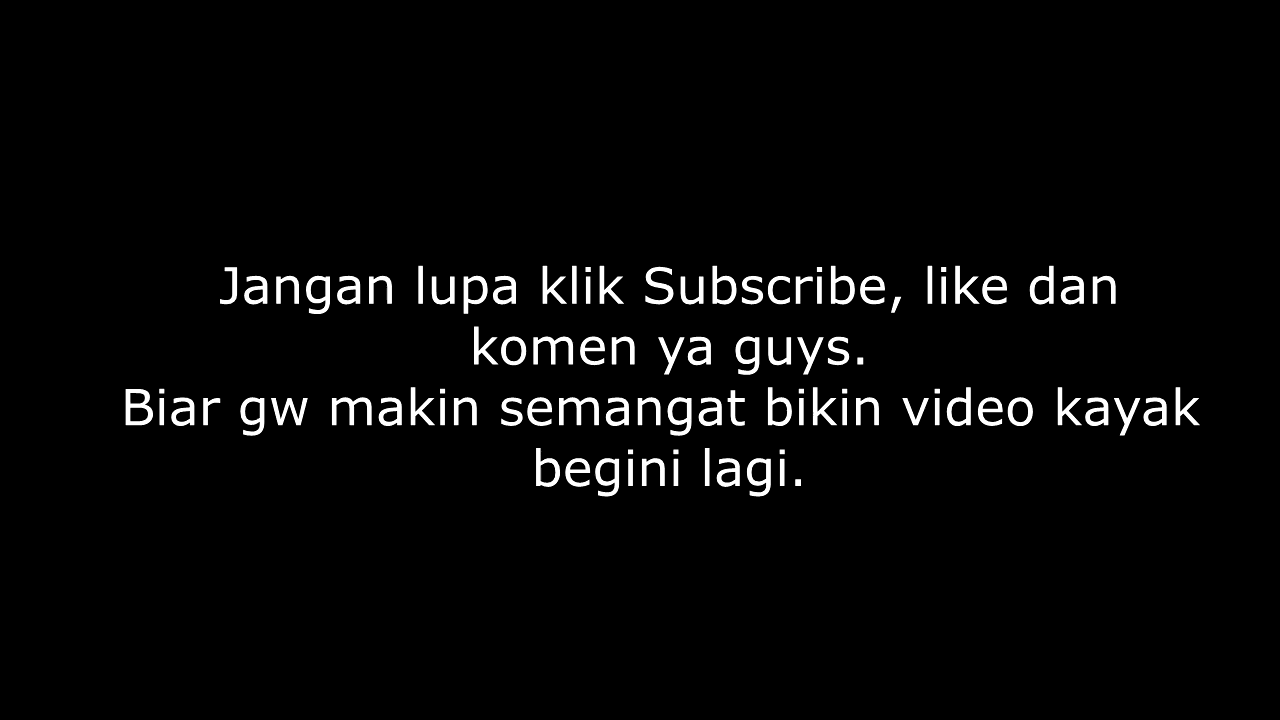 Jangan lupa klik Subscribe, like dan
komen ya guys.
Biar gw makin semangat bikin video kayak
begini lagi.